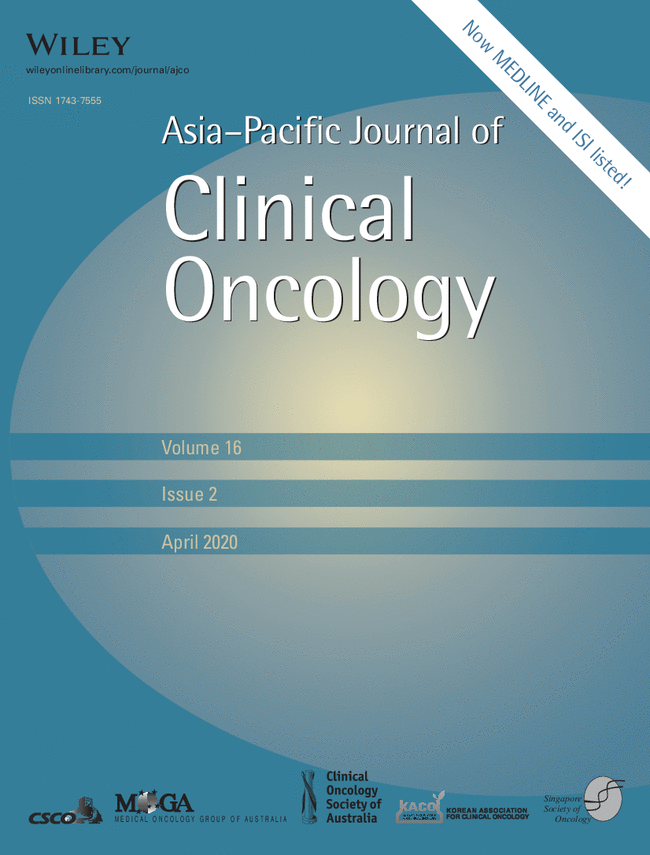 WILEY
wileyonlinelibrary.com/journal/ajco
ISSN 1743-7555
Now MEDLINE and ISI listed!
Asia–Pacific Journal of
Clinical
Oncology
Volume 16
Issue 2
April 2020
CSCO
MOGA
MEDICAL ONCOLOGY GROUP OF AUSTRALIA
Clinical
Oncology
Society of
Australia
KACO
KOREAN ASSOCIATION
FOR CLINICAL ONCOLOGY
Singapore
Society of
Oncology